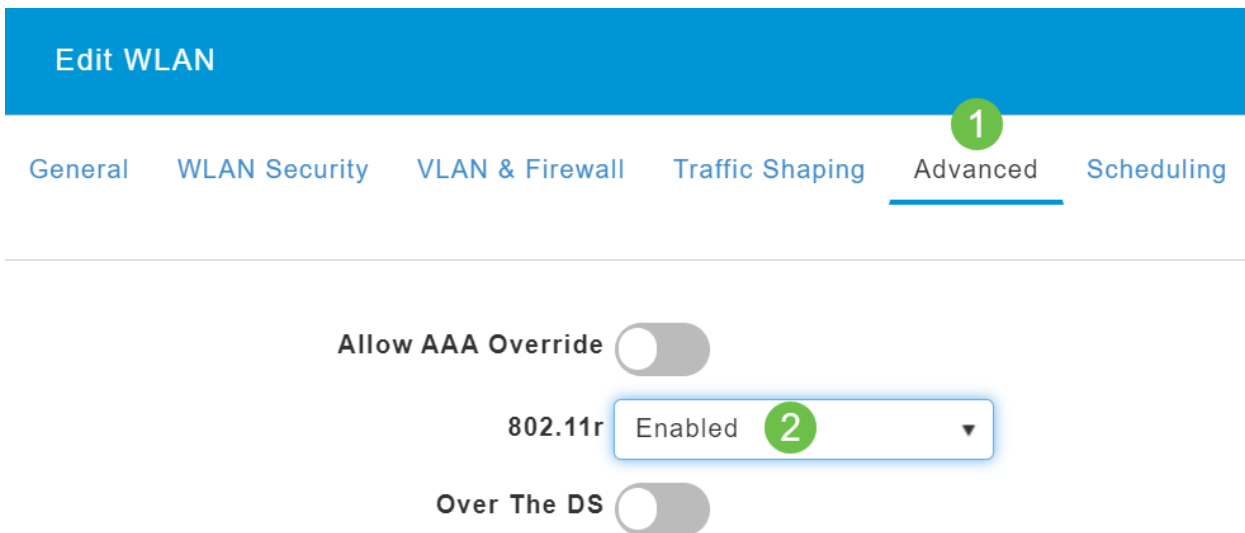 Edit WLAN
1
General WLAN Security VLAN & Firewall Traffic Shaping Advanced Scheduling
Allow AAA Override
802.11r Enabled 2
Over The DS